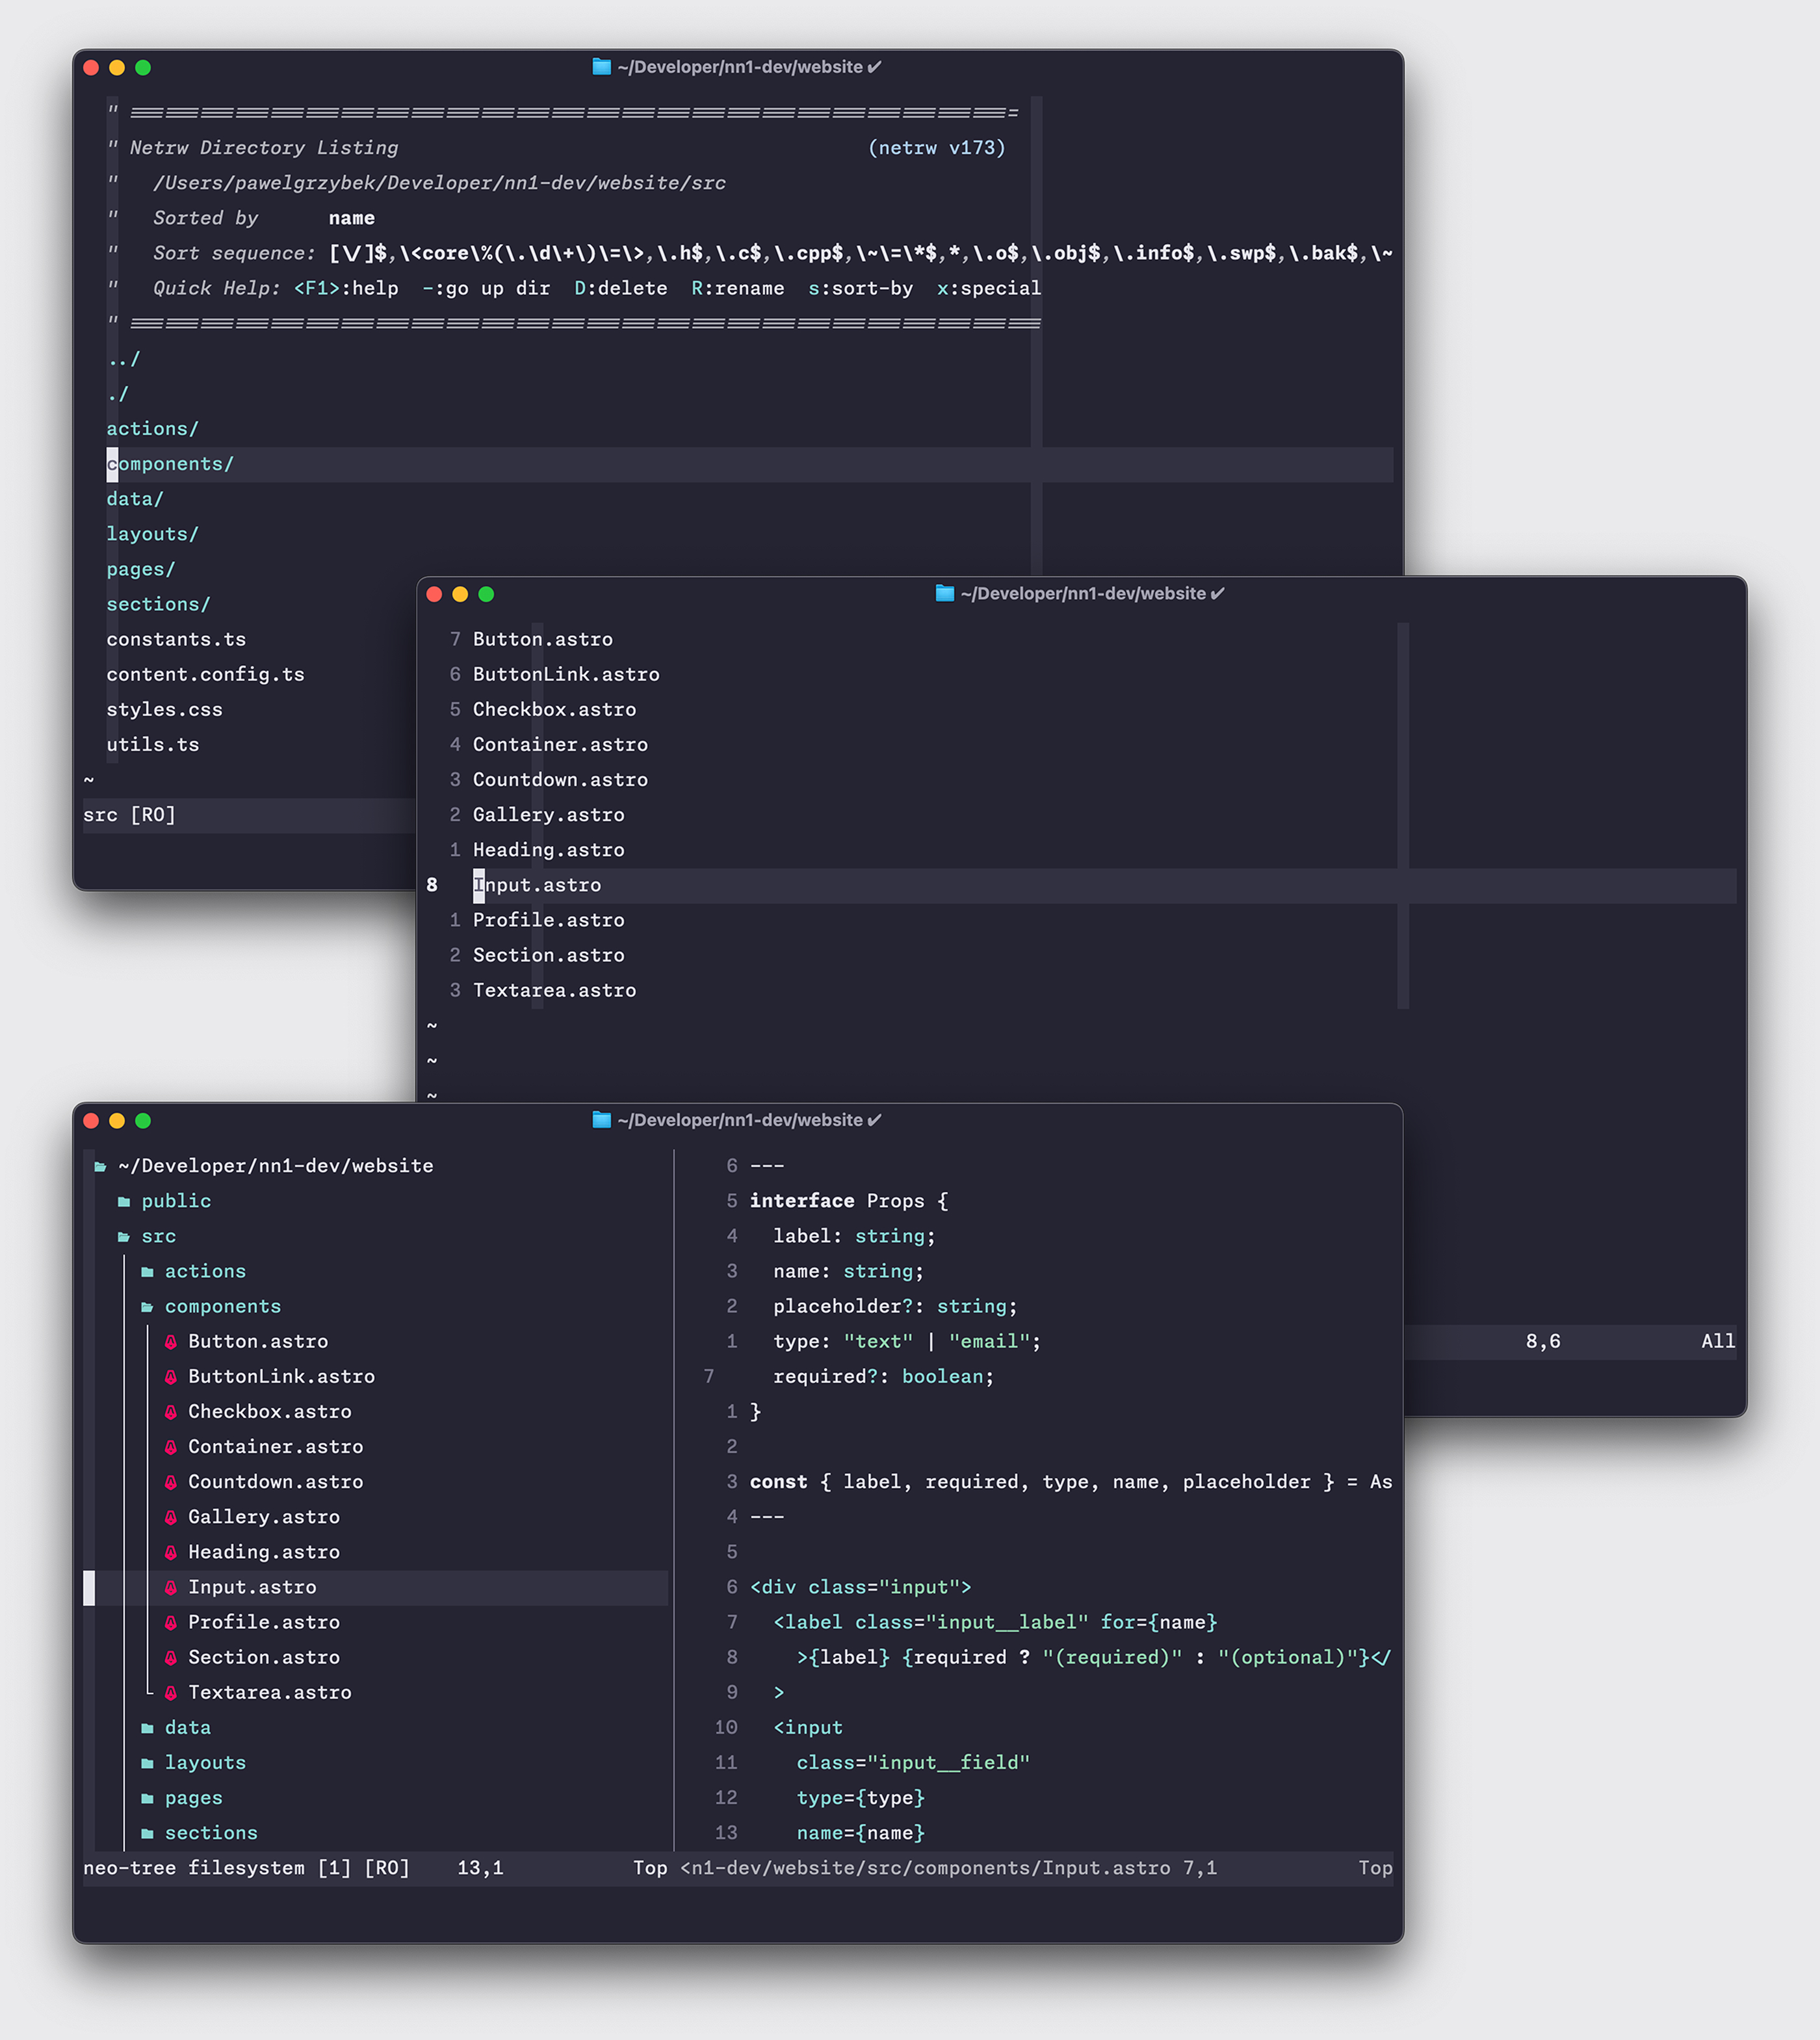 ~/Developer/nn1-dev/website ✔
" ============================================================================
" Netrw Directory Listing                                        (netrw v173)
"   /Users/pawelgrzybek/Developer/nn1-dev/website/src
"   Sorted by      name
"   Sort sequence: [\/]$,\<core\%(\.\d\+\)\=\>,\.h$,\.c$,\.cpp$,\~\=\*$,*,\.o$,\.obj$,\.info$,\.swp$,\.bak$,\~
"   Quick Help: <F1>:help  -:go up dir  D:delete  R:rename  s:sort-by  x:special
" ==============================================================================
../
./
actions/
components/
data/
layouts/
pages/
sections/
constants.ts
content.config.ts
styles.css
utils.ts
~
src [RO]
~/Developer/nn1-dev/website ✔
7 Button.astro
6 ButtonLink.astro
5 Checkbox.astro
4 Container.astro
3 Countdown.astro
2 Gallery.astro
1 Heading.astro
8 Input.astro
1 Profile.astro
2 Section.astro
3 Textarea.astro
~
~
~
8,6 All
~/Developer/nn1-dev/website ✔
~/Developer/nn1-dev/website
public
src
actions
components
Button.astro
ButtonLink.astro
Checkbox.astro
Container.astro
Countdown.astro
Gallery.astro
Heading.astro
Input.astro
Profile.astro
Section.astro
Textarea.astro
data
layouts
pages
sections
neo-tree filesystem [1] [RO]    13,1           Top
6 ---
5 interface Props {
4   label: string;
3   name: string;
2   placeholder?: string;
1   type: "text" | "email";
7   required?: boolean;
1 }
2
3 const { label, required, type, name, placeholder } = As
4 ---
5
6 <div class="input">
7   <label class="input__label" for={name}
8     >{label} {required ? "(required)" : "(optional)"}</
9   >
10   <input
11     class="input__field"
12     type={type}
13     name={name}
<n1-dev/website/src/components/Input.astro 7,1            Top